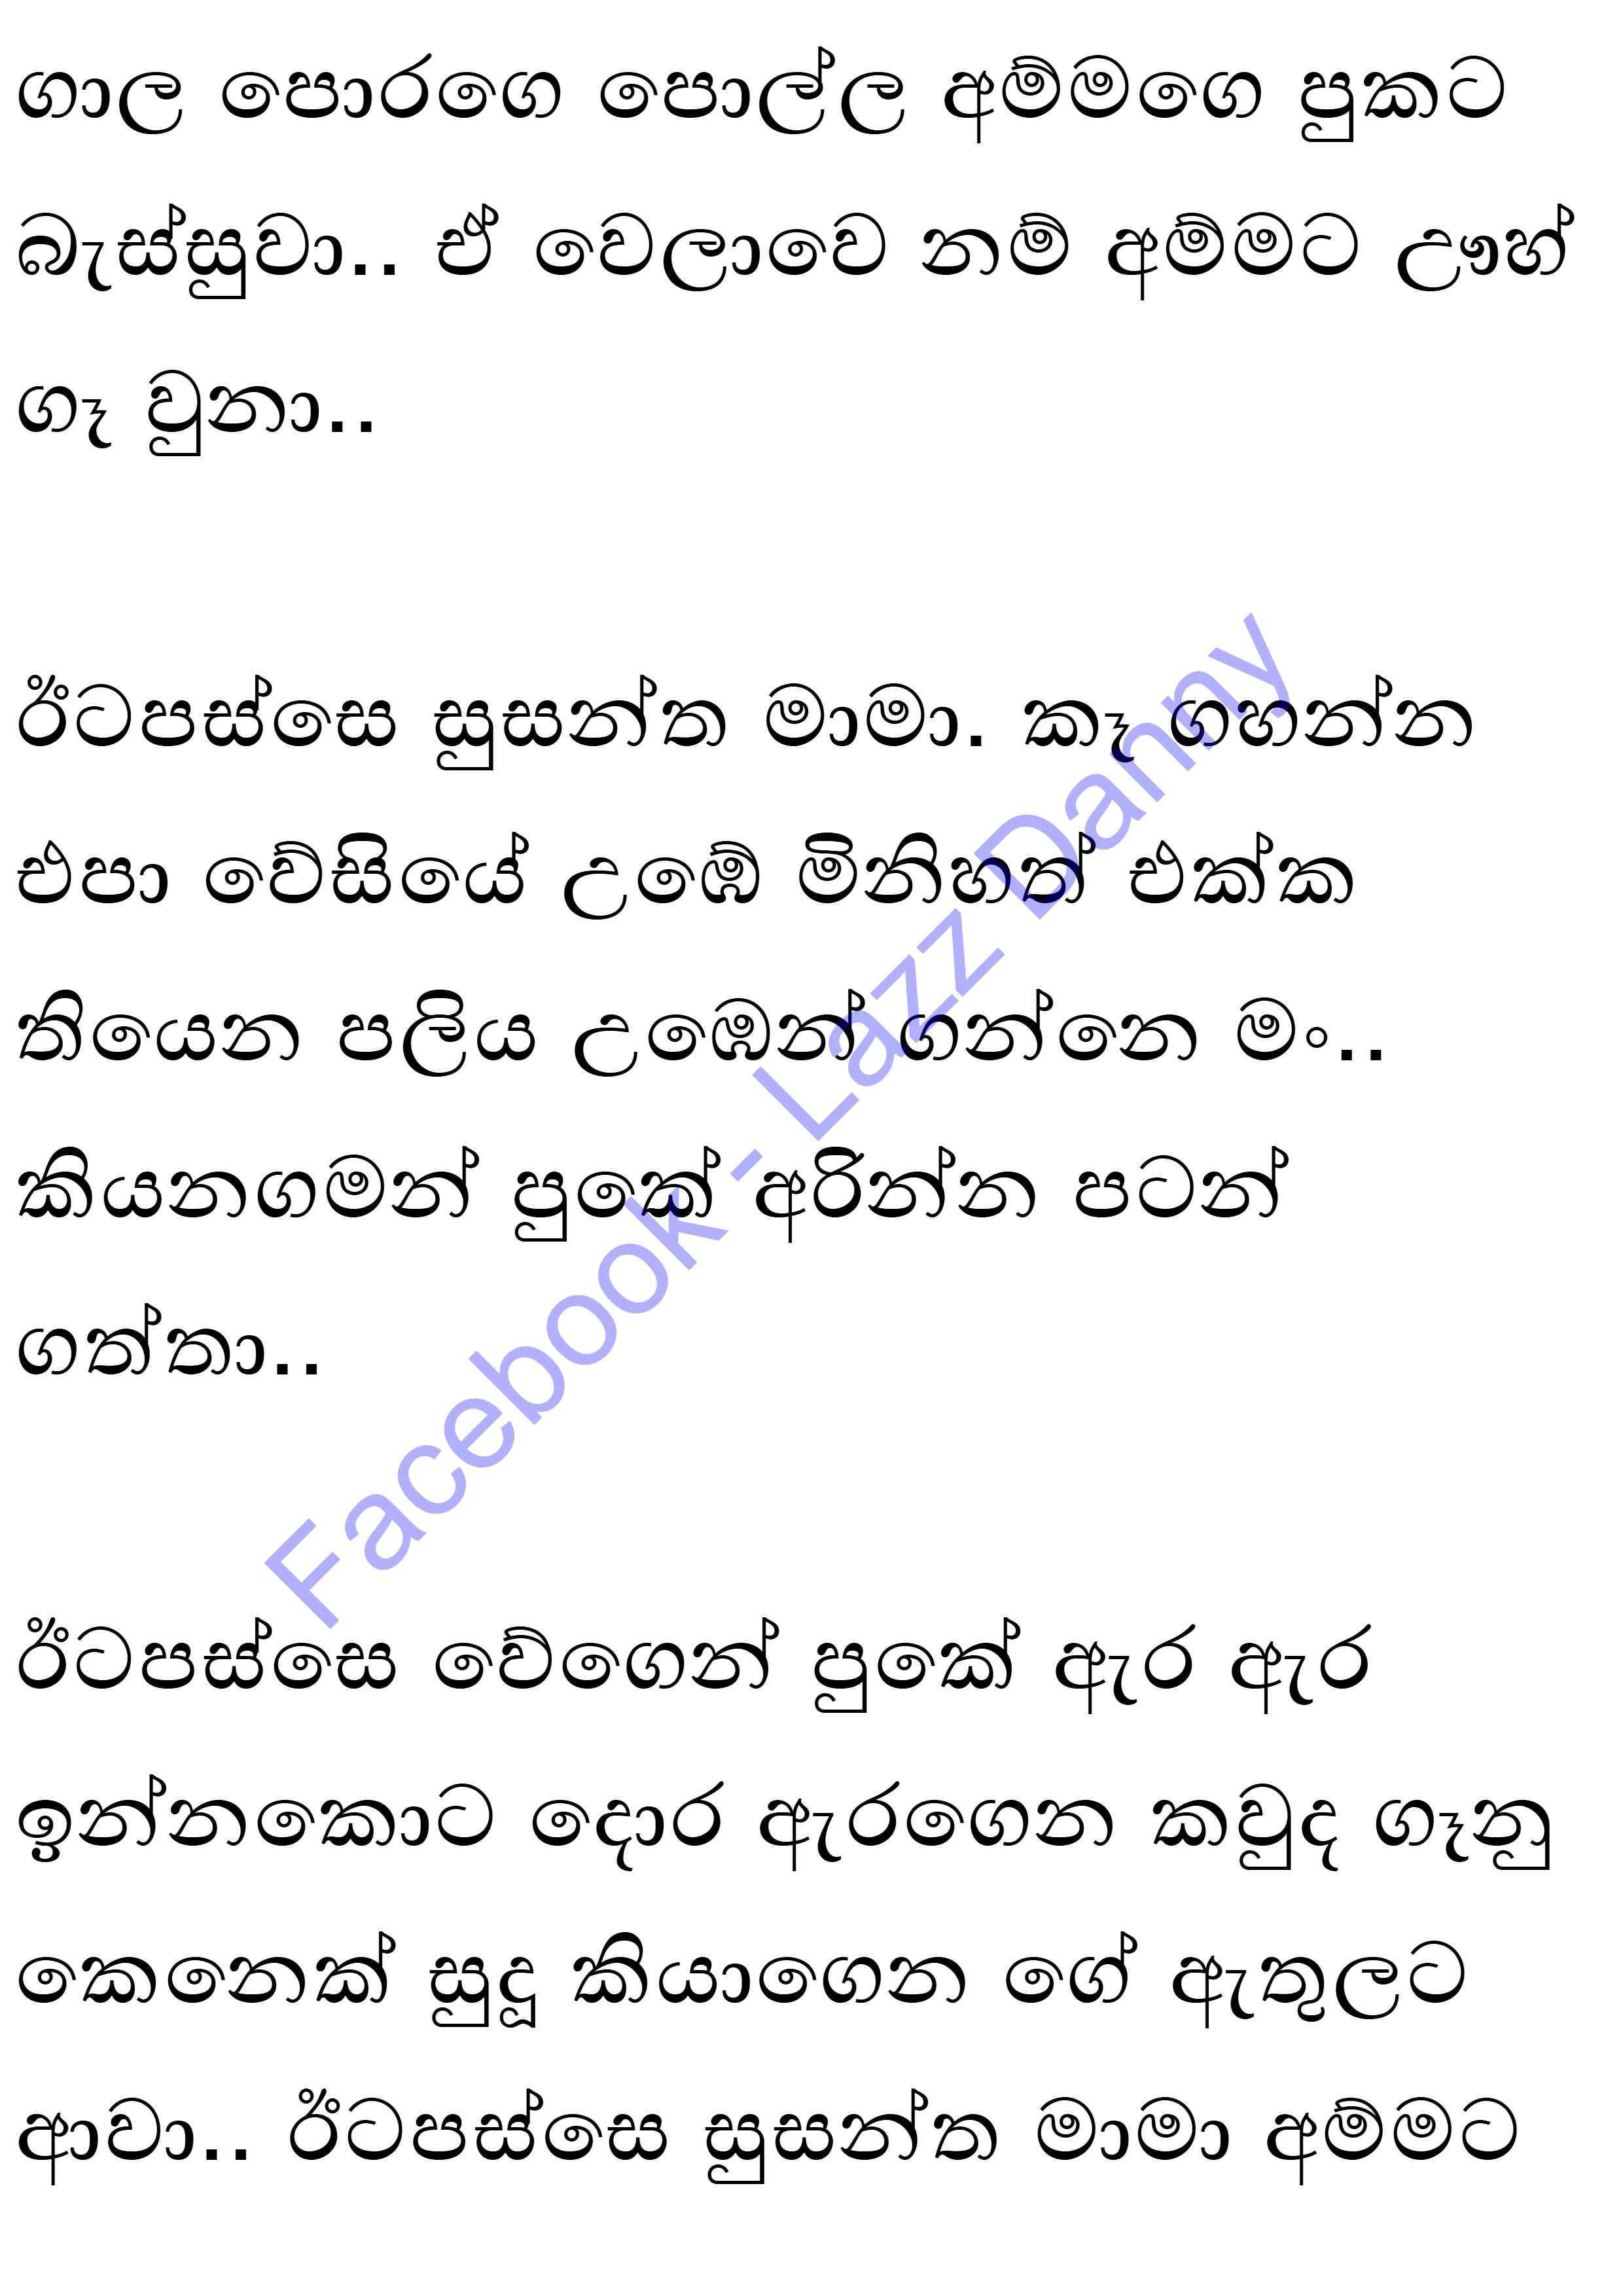 ගාල පොරගෙ පොල්ල අම්මගෙ පුකට
බැස්සුවා.. ඒ වෙලාවෙ නම් අම්මට ඌහ්
ගෑ වුනා..
ඊටපස්සෙ සුසන්ත මාමා. කෑ ගහන්න
එපා වේසියේ උඹේ මිනිහත් එක්ක
තියෙන පලිය උඹෙන් ගන්නෙ මං..
කියනගමන් පුකේ අරින්න පටන්
ගත්තා..
ඊටපස්සෙ වේගෙන් පුකේ ඇර ඇර
ඉන්නකොට දොර ඇරගෙන කවුද ගෑනු
කෙනෙක් සුදූ කියාගෙන ගේ ඇතුලට
ආවා.. ඊටපස්සෙ සුසන්ත මාමා අම්මට
Facebook - Lazz Danny